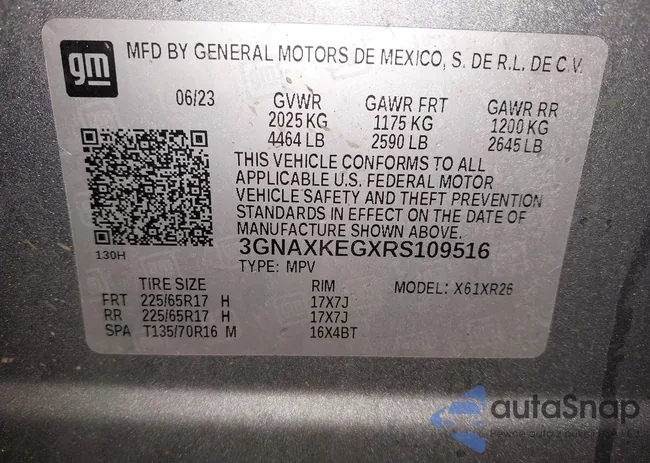 gm
MFD BY GENERAL MOTORS DE MEXICO, S. DE R.L. DE C.V.
06/23 GVWR GAWR FRT GAWR RR
2025 KG 1175 KG 1200 KG
4464 LB 2590 LB 2645 LB
THIS VEHICLE CONFORMS TO ALL
APPLICABLE U.S. FEDERAL MOTOR
VEHICLE SAFETY AND THEFT PREVENTION
STANDARDS IN EFFECT ON THE DATE OF
MANUFACTURE SHOWN ABOVE.
3GNAXKEGXRS109516
130H
TYPE: MPV
TIRE SIZE RIM MODEL: X61XR26
FRT 225/65R17 H 17X7J
RR 225/65R17 H 17X7J
SPA T135/70R16 M 16X4BT
autaSnap
Pewne auto z